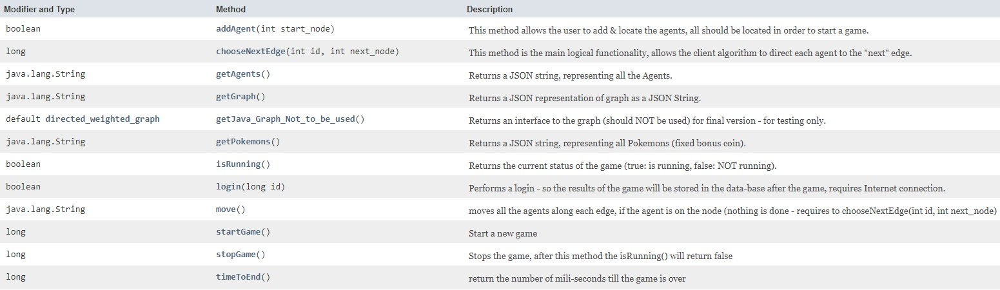 Modifier and Type Method Description
boolean addAgent(int start_node) This method allows the user to add & locate the agents, all should be located in order to start a game.
long chooseNextEdge(int id, int next_node) This method is the main logical functionality, allows the client algorithm to direct each agent to the "next" edge.
java.lang.String getAgents() Returns a JSON string, representing all the Agents.
java.lang.String getGraph() Returns a JSON representation of graph as a JSON String.
default directed_weighted_graph getJava_Graph_Not_to_be_used() Returns an interface to the graph (should NOT be used) for final version - for testing only.
java.lang.String getPokemons() Returns a JSON string, representing all Pokemons (fixed bonus coin).
boolean isRunning() Returns the current status of the game (true: is running, false: NOT running).
boolean login(long id) Performs a login - so the results of the game will be stored in the data-base after the game, requires Internet connection.
java.lang.String move() moves all the agents along each edge, if the agent is on the node (nothing is done - requires to chooseNextEdge(int id, int next_node)
long startGame() Start a new game
long stopGame() Stops the game, after this method the isRunning() will return false
long timeToEnd() return the number of mili-seconds till the game is over